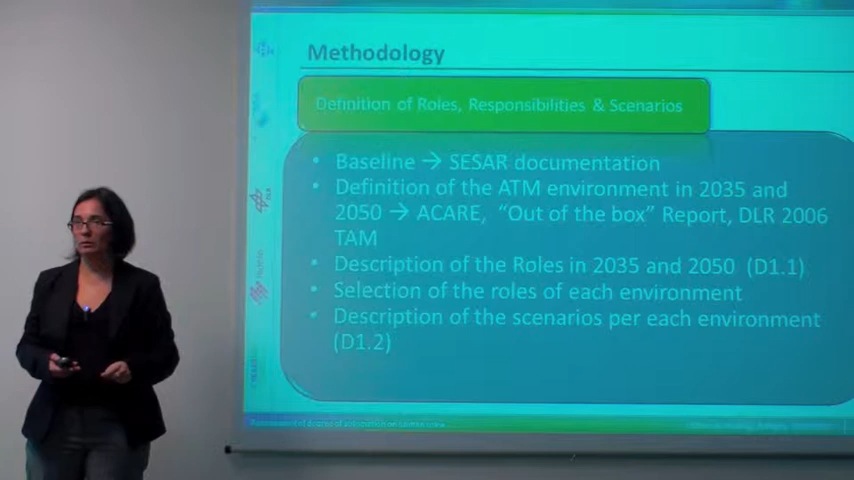 Methodology
Definition of Roles, Responsibilities & Scenarios
• Baseline → SESAR documentation
• Definition of the ATM environment in 2035 and
2050 → ACARE, “Out of the box” Report, DLR 2006
TAM
• Description of the Roles in 2035 and 2050 (D1.1)
• Selection of the roles of each environment
• Description of the scenarios per each environment
(D1.2)